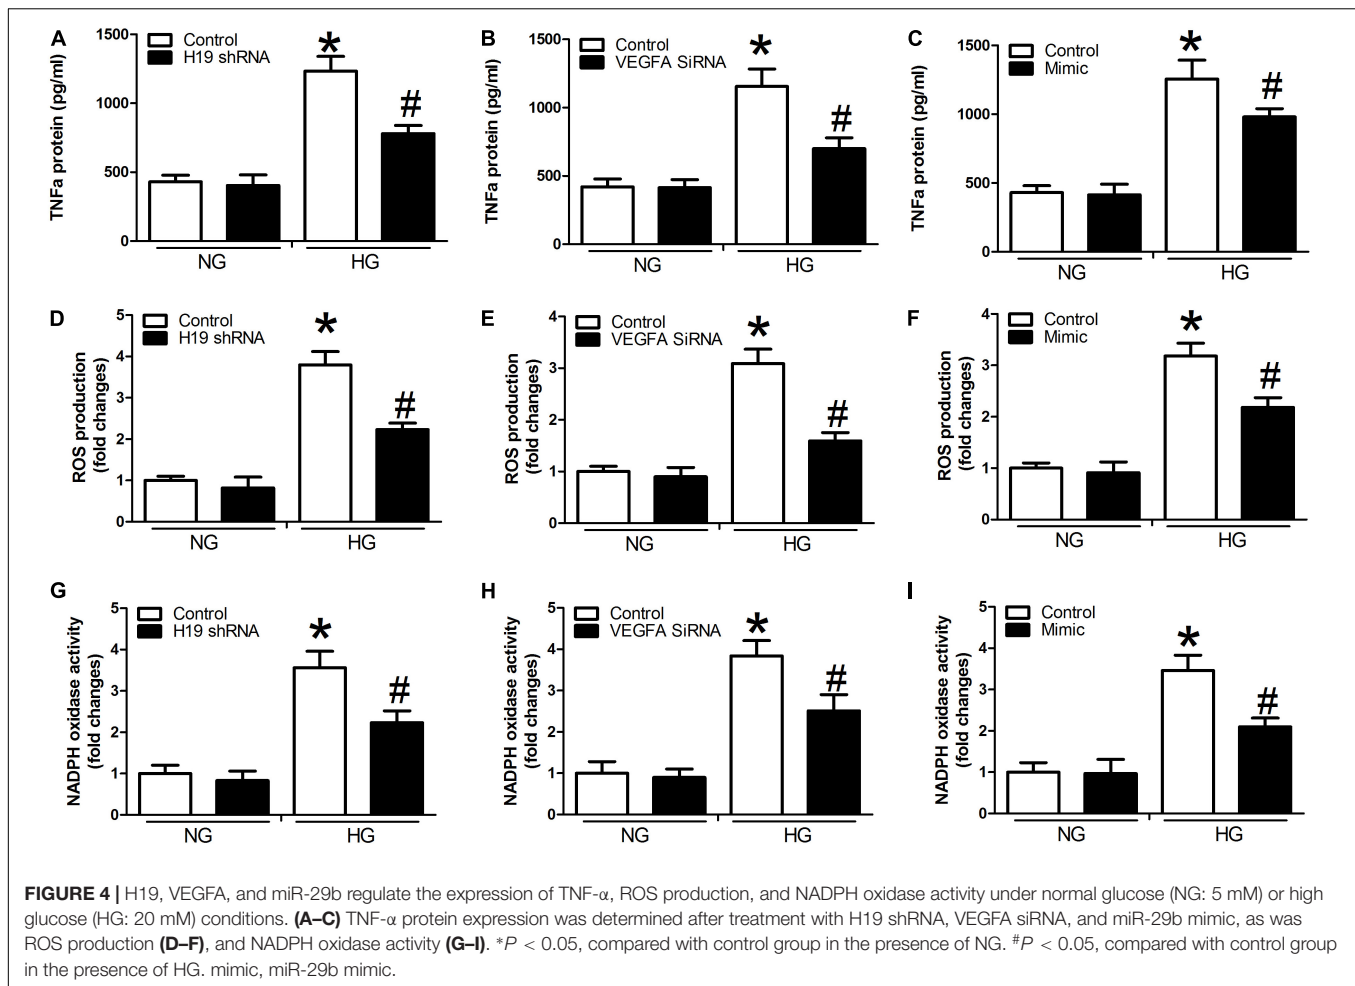 A
TNFa protein (pg/ml)
1500
1000
500
0
Control
H19 shRNA
*
#
NG
HG
B
TNFa protein (pg/ml)
1500
1000
500
0
Control
VEGFA SiRNA
*
#
NG
HG
C
TNFa protein (pg/ml)
1500
1000
500
0
Control
Mimic
*
#
NG
HG
D
ROS production
(fold changes)
5
4
3
2
1
0
Control
H19 shRNA
*
#
NG
HG
E
ROS production
(fold changes)
4
3
2
1
0
Control
VEGFA SiRNA
*
#
NG
HG
F
ROS production
(fold changes)
4
3
2
1
0
Control
Mimic
*
#
NG
HG
G
NADPH oxidase activity
(fold changes)
5
4
3
2
1
0
Control
H19 shRNA
*
#
NG
HG
H
NADPH oxidase activity
(fold changes)
5
4
3
2
1
0
Control
VEGFA SiRNA
*
#
NG
HG
I
NADPH oxidase activity
(fold changes)
5
4
3
2
1
0
Control
Mimic
*
#
NG
HG
FIGURE 4 | H19, VEGFA, and miR-29b regulate the expression of TNF-α, ROS production, and NADPH oxidase activity under normal glucose (NG: 5 mM) or high
glucose (HG: 20 mM) conditions. (A–C) TNF-α protein expression was determined after treatment with H19 shRNA, VEGFA siRNA, and miR-29b mimic, as was
ROS production (D–F), and NADPH oxidase activity (G–I). *P < 0.05, compared with control group in the presence of NG. #P < 0.05, compared with control group
in the presence of HG. mimic, miR-29b mimic.